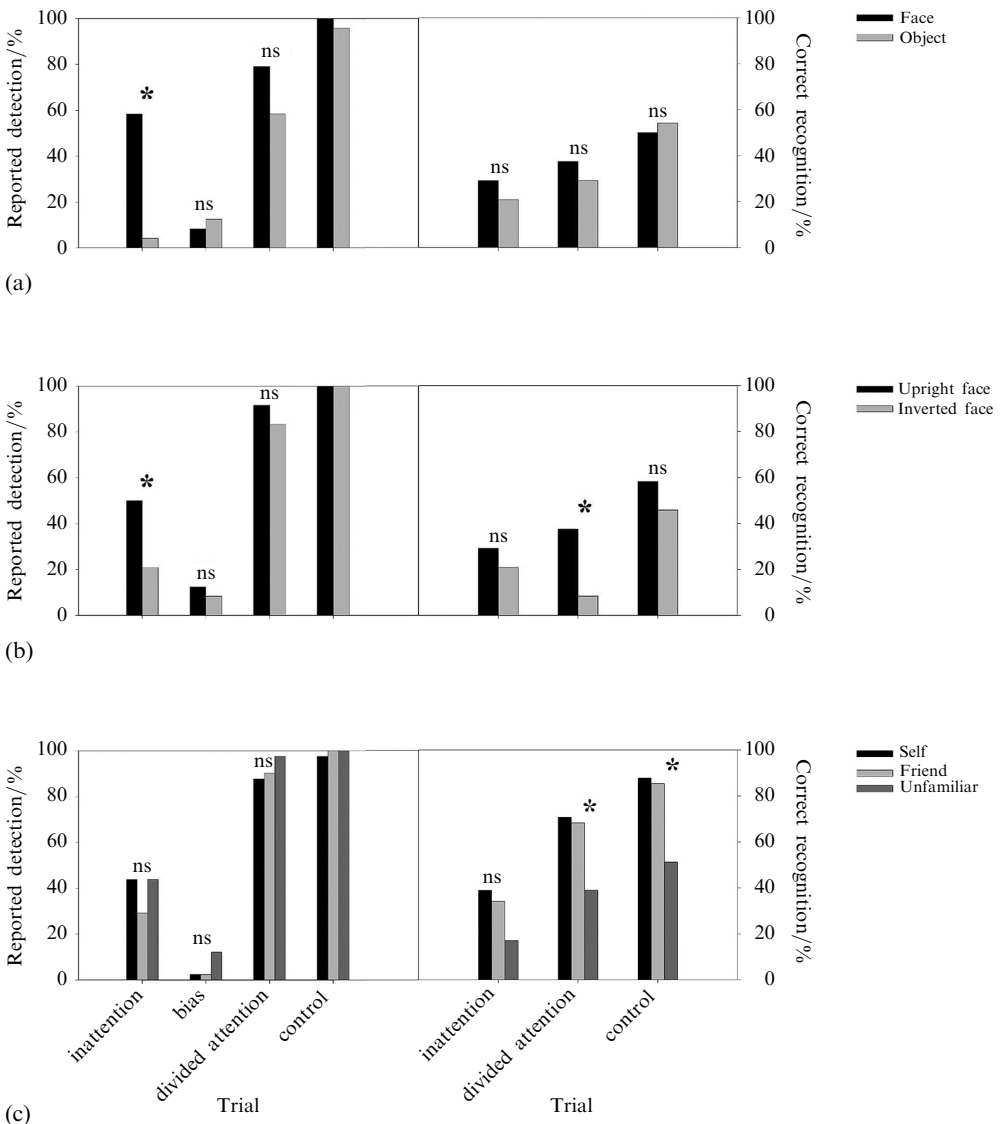 Reported detection/%
100
80
60
40
20
0
*
ns
ns
ns
ns
ns
100
80
60
40
20
0
Correct recognition/%
Face
Object
(a)
Reported detection/%
100
80
60
40
20
0
*
ns
ns
ns
*
ns
100
80
60
40
20
0
Correct recognition/%
Upright face
Inverted face
(b)
Reported detection/%
100
80
60
40
20
0
ns
ns
ns
ns
*
*
100
80
60
40
20
0
Correct recognition/%
Self
Friend
Unfamiliar
inattention
bias
divided attention
control
inattention
divided attention
control
Trial
Trial
(c)